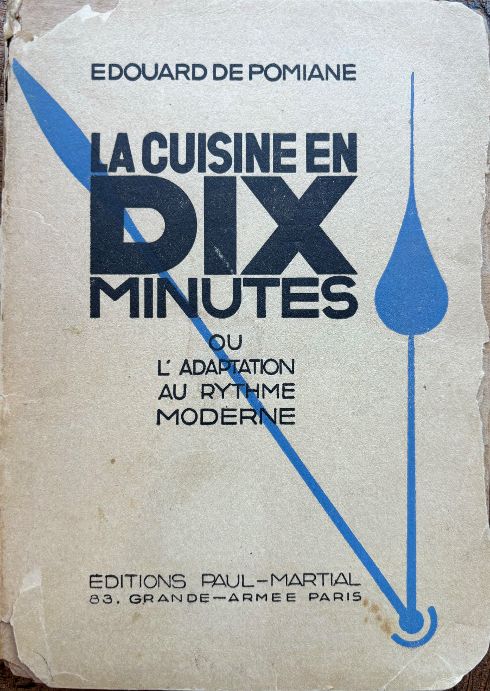 EDOUARD DE POMIANE
LA CUISINE EN
DIX
MINUTES
OU
L'ADAPTATION
AU RYTHME
MODERNE
EDITIONS PAUL-MARTIAL
83, GRANDE-ARMEE PARIS